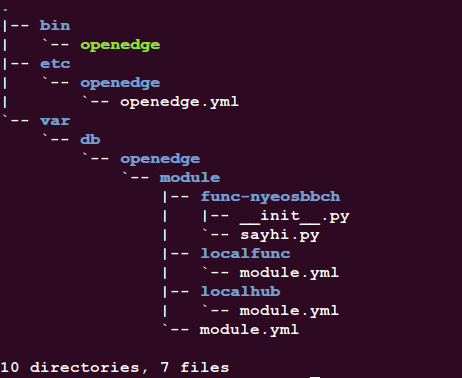 .
|-- bin
|   `-- openedge
|-- etc
|   `-- openedge
|       `-- openedge.yml
`-- var
    `-- db
        `-- openedge
            `-- module
                |-- func-nyeosbbch
                |   |-- __init__.py
                |   `-- sayhi.py
                |-- localfunc
                |   `-- module.yml
                |-- localhub
                |   `-- module.yml
                `-- module.yml

10 directories, 7 files